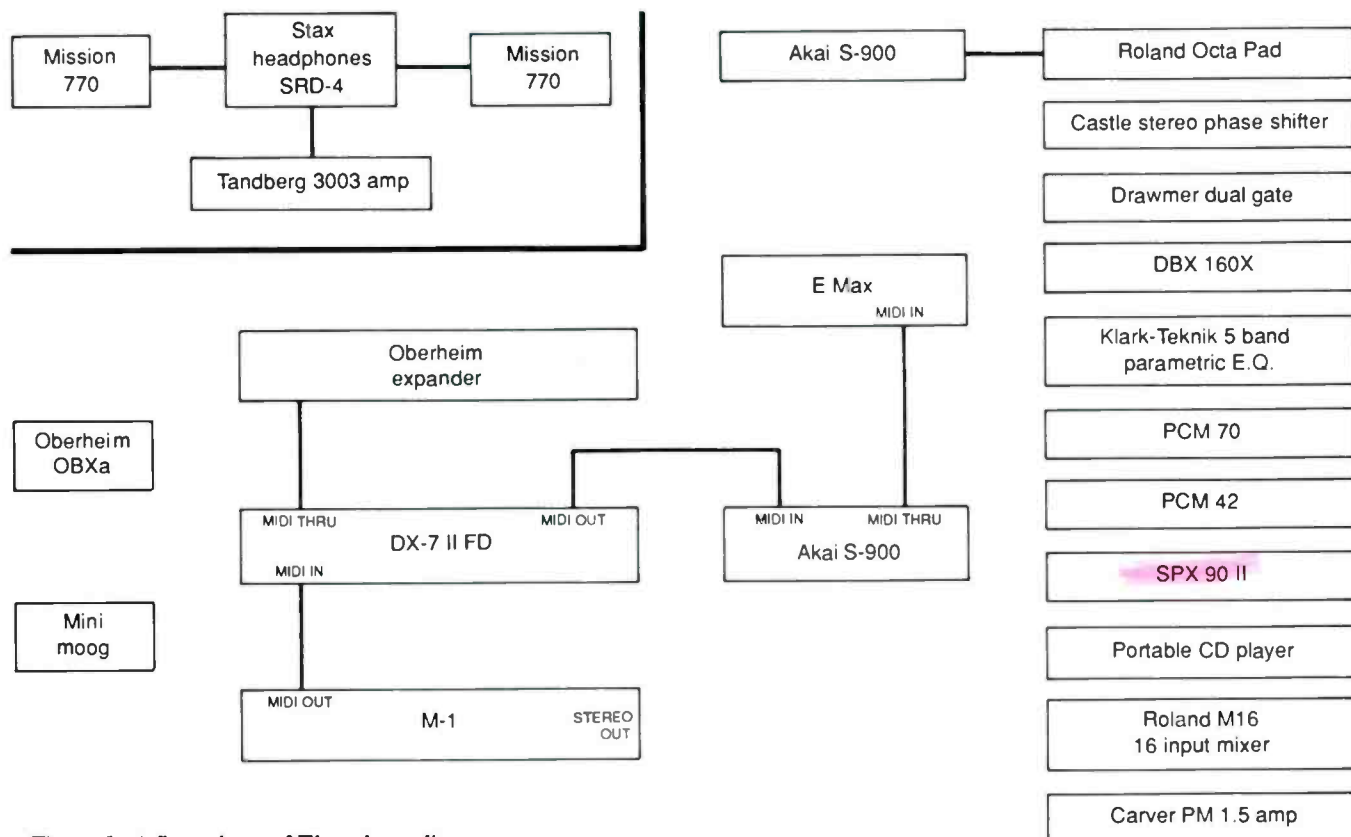 Mission
770
Stax
headphones
SRD-4
Mission
770
Tandberg 3003 amp
Akai S-900
Roland Octa Pad
Castle stereo phase shifter
Drawmer dual gate
DBX 160X
Klark-Teknik 5 band
parametric E.Q.
PCM 70
PCM 42
SPX 90 II
Portable CD player
Roland M16
16 input mixer
Carver PM 1.5 amp
E Max
MIDI IN
Oberheim
expander
Oberheim
OBXa
MIDI THRU
MIDI OUT
DX-7 II FD
MIDI IN
MIDI IN
MIDI THRU
Akai S-900
Mini
moog
MIDI OUT
M-1
STEREO
OUT